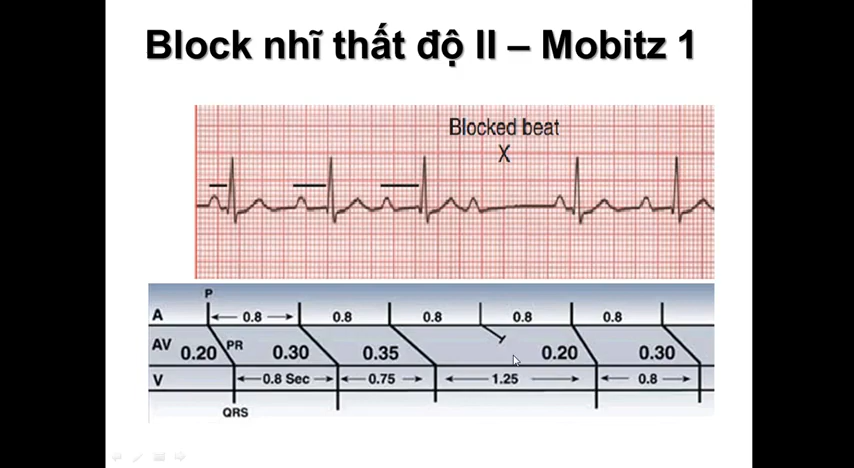 Block nhĩ thất độ II – Mobitz 1
Blocked beat
X
P
A 0.8 0.8 0.8 0.8 0.8
AV 0.20 PR 0.30 0.35 0.20 0.30
V 0.8 Sec 0.75 1.25 0.8
QRS